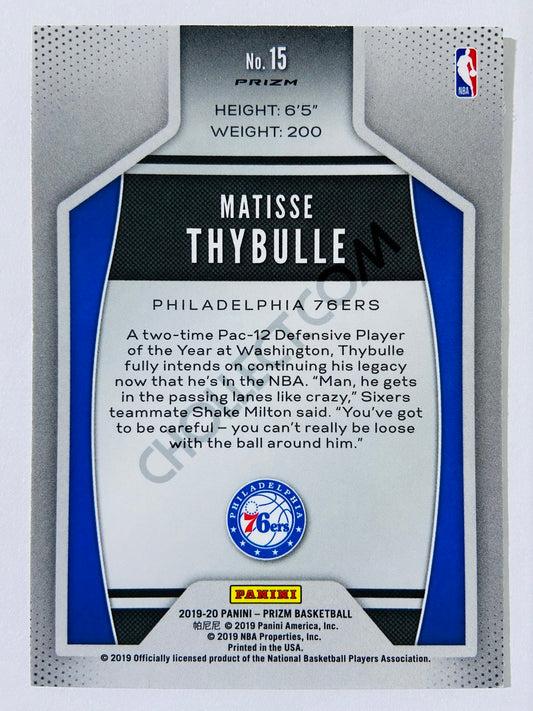 No. 15
PRIZM
NBA
HEIGHT: 6'5"
WEIGHT: 200
MATISSE
THYBULLE
PHILADELPHIA 76ERS
A two-time Pac-12 Defensive Player
of the Year at Washington, Thybulle
fully intends on continuing his legacy
now that he's in the NBA. "Man, he gets
in the passing lanes like crazy," Sixers
teammate Shake Milton said. "You've got
to be careful – you can't really be loose
with the ball around him."
CHOLLECT.COM
PHILADELPHIA
76ers
PANINI
2019-20 PANINI – PRIZM BASKETBALL
帕尼尼 © 2019 Panini America, Inc.
© 2019 NBA Properties, Inc.
Printed in the USA.
© 2019 Officially licensed product of the National Basketball Players Association.